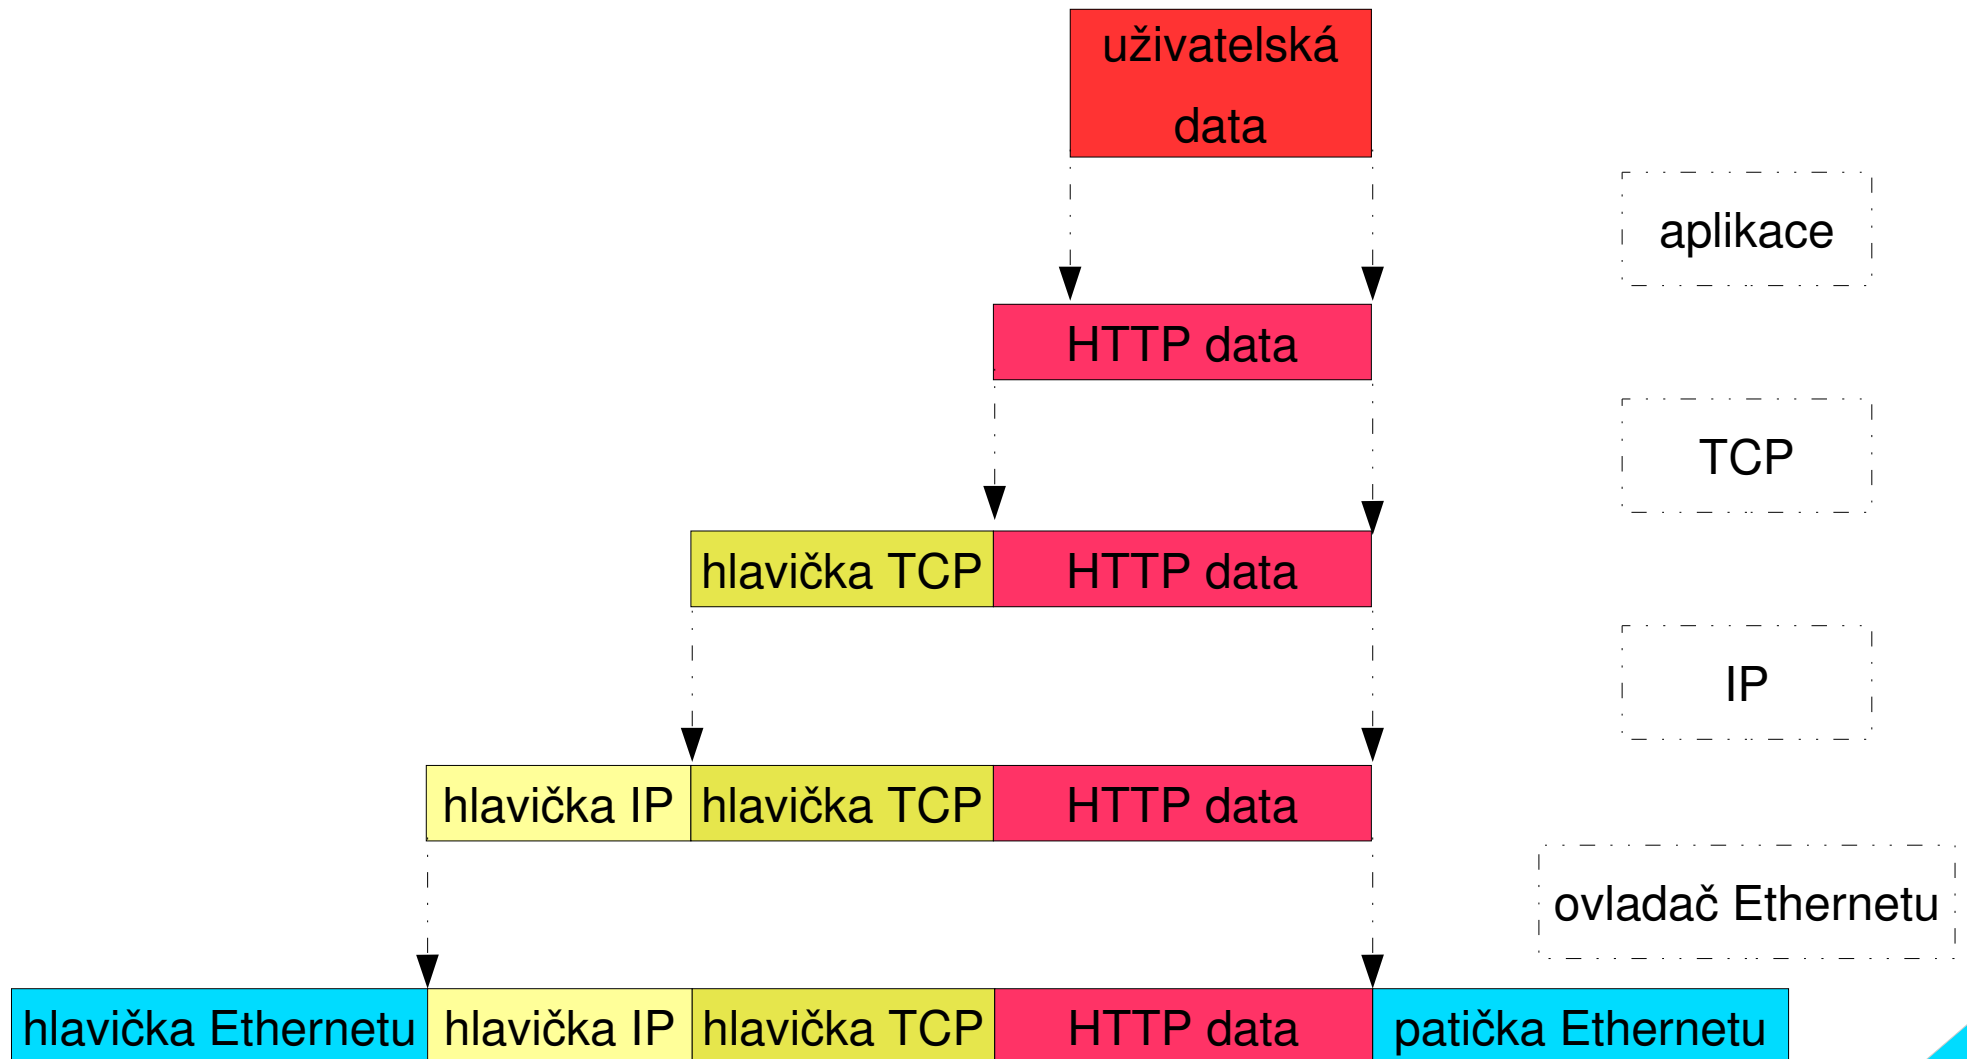 uživatelská
data
aplikace
HTTP data
TCP
hlavička TCP HTTP data
IP
hlavička IP hlavička TCP HTTP data
ovladač Ethernetu
hlavička Ethernetu hlavička IP hlavička TCP HTTP data patička Ethernetu